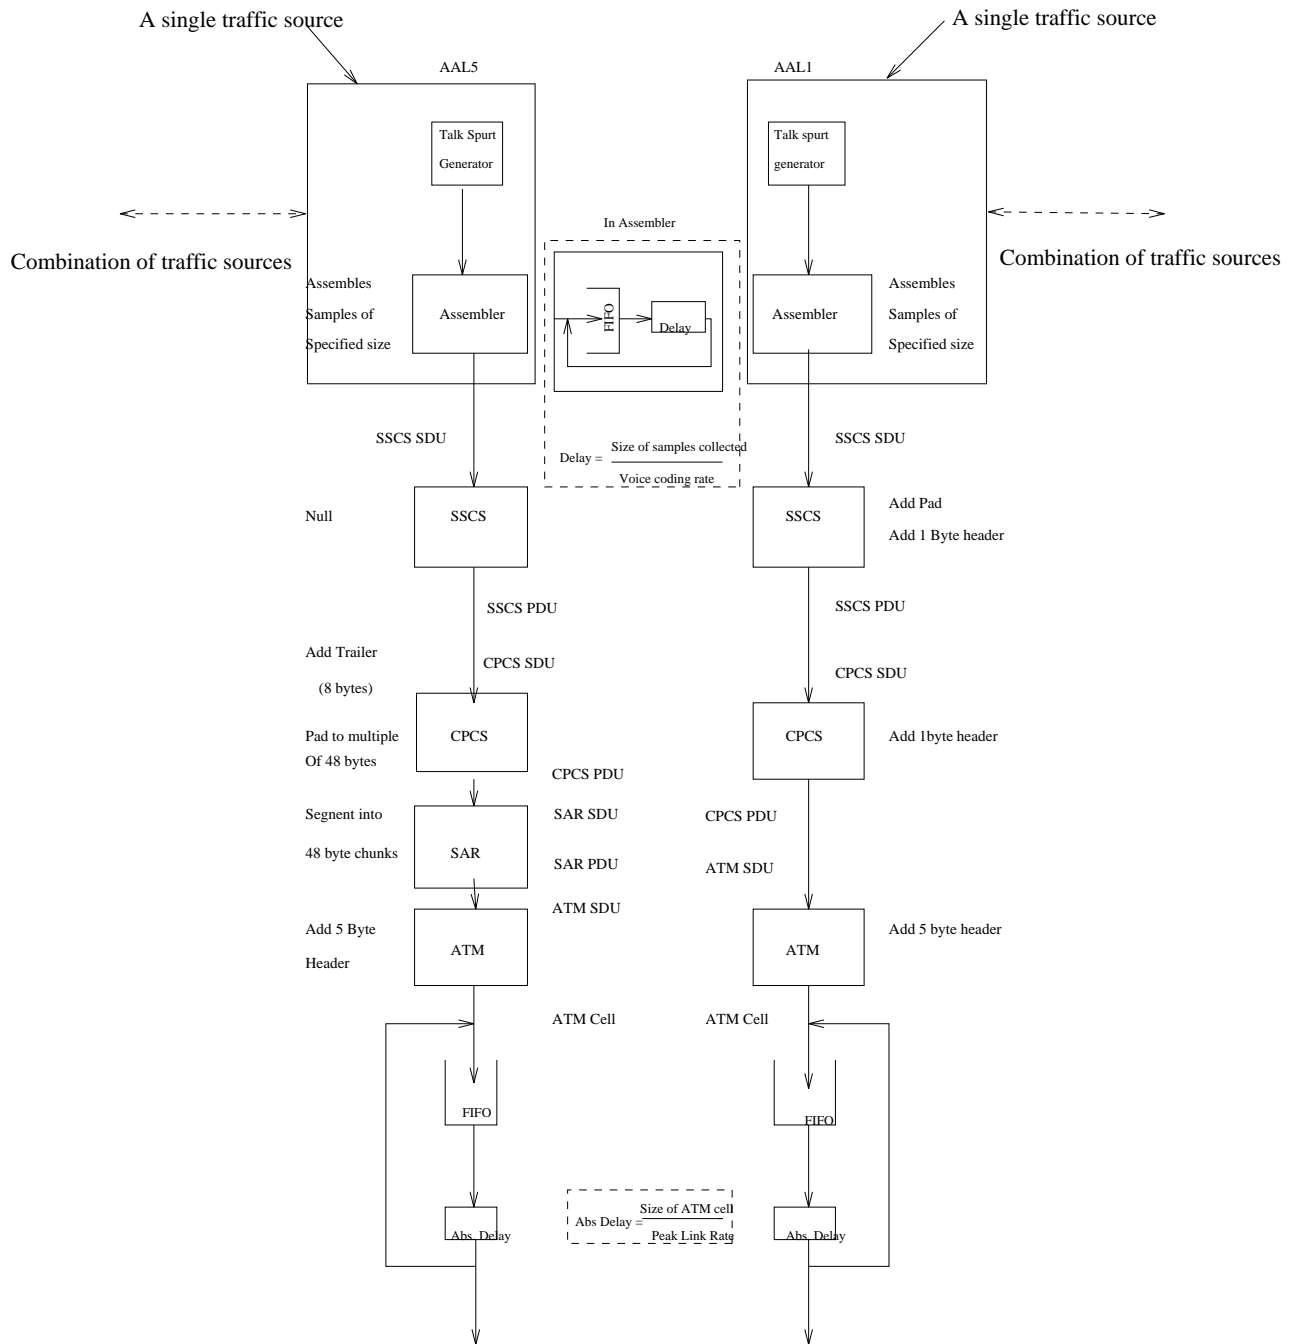 A single traffic source
A single traffic source
AAL5
AAL1
Talk Spurt
Generator
Talk spurt
generator
In Assembler
Combination of traffic sources
Combination of traffic sources
Assembles
Samples of
Specified size
Assembler
FIFO
Delay
Assembler
Assembles
Samples of
Specified size
SSCS SDU
Delay =
Size of samples collected
Voice coding rate
SSCS SDU
Null
SSCS
SSCS
Add Pad
Add 1 Byte header
SSCS PDU
SSCS PDU
Add Trailer
(8 bytes)
CPCS SDU
CPCS SDU
Pad to multiple
Of 48 bytes
CPCS
CPCS
Add 1byte header
CPCS PDU
Segnent into
48 byte chunks
SAR
SAR SDU
SAR PDU
CPCS PDU
ATM SDU
ATM SDU
Add 5 Byte
Header
ATM
ATM
Add 5 byte header
ATM Cell
ATM Cell
FIFO
FIFO
Abs. Delay
Abs Delay =
Size of ATM cell
Peak Link Rate
Abs. Delay